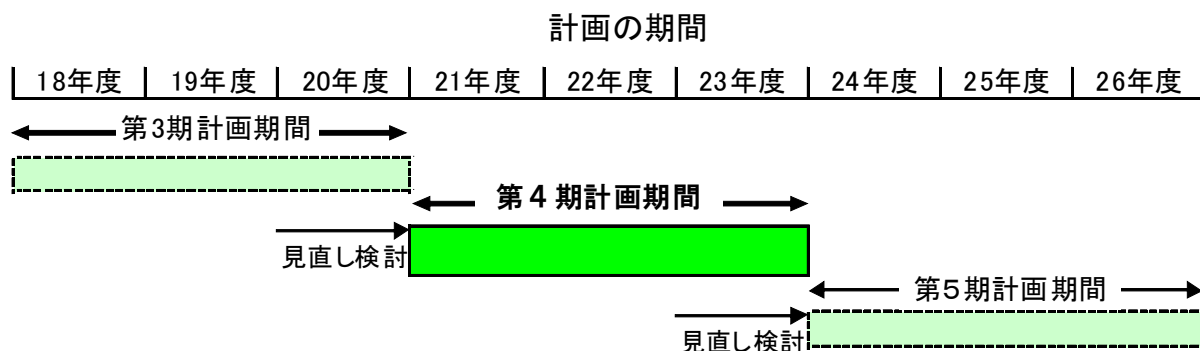 計画の期間
18年度 19年度 20年度 21年度 22年度 23年度 24年度 25年度 26年度
第3期計画期間
第4期計画期間
見直し検討
第5期計画期間
見直し検討